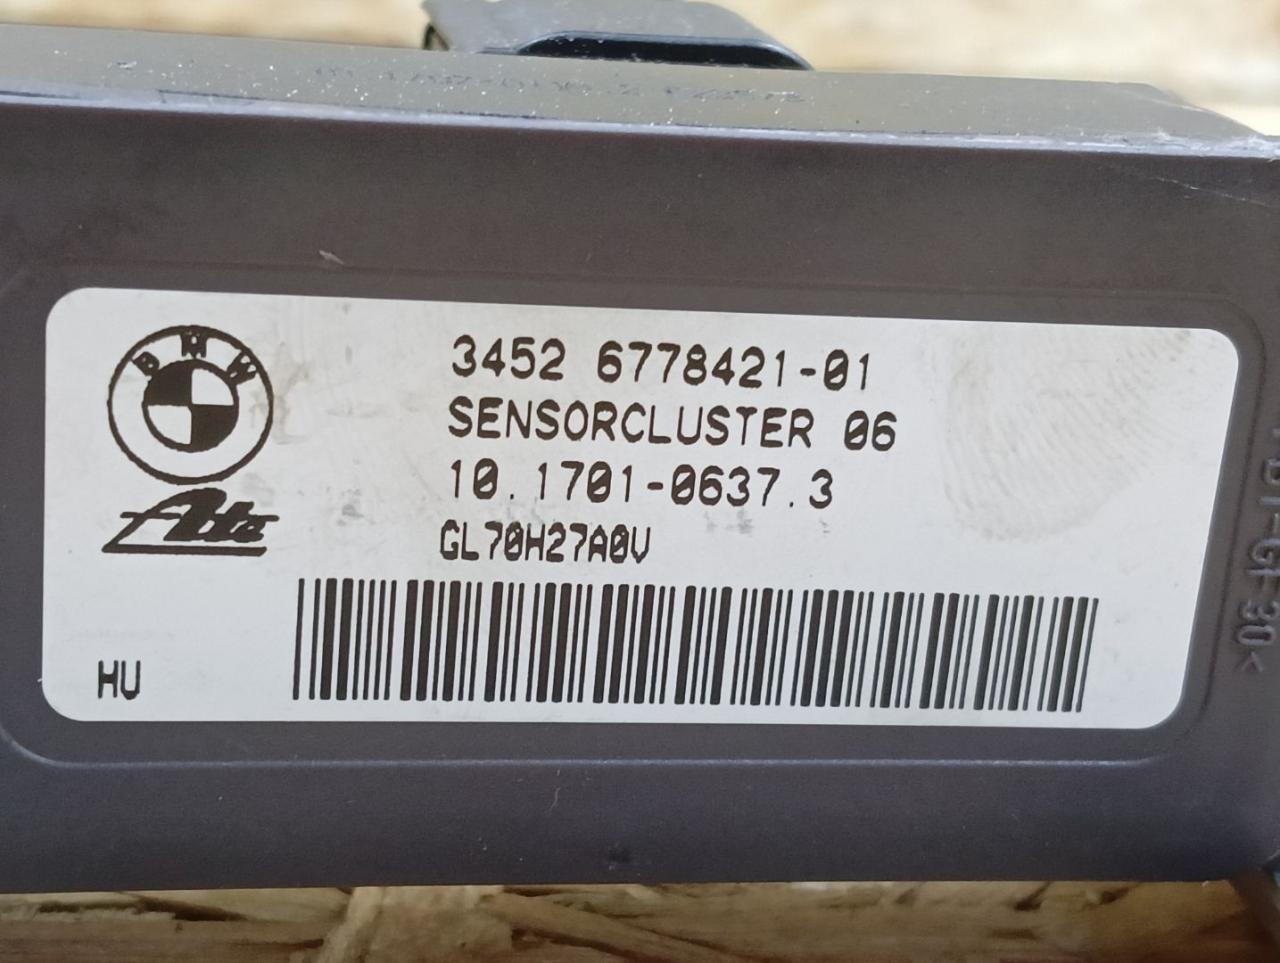 BMW
Ate
3452 6778421-01
SENSORCLUSTER 06
10.1701-0637.3
GL70H27A0V
HU